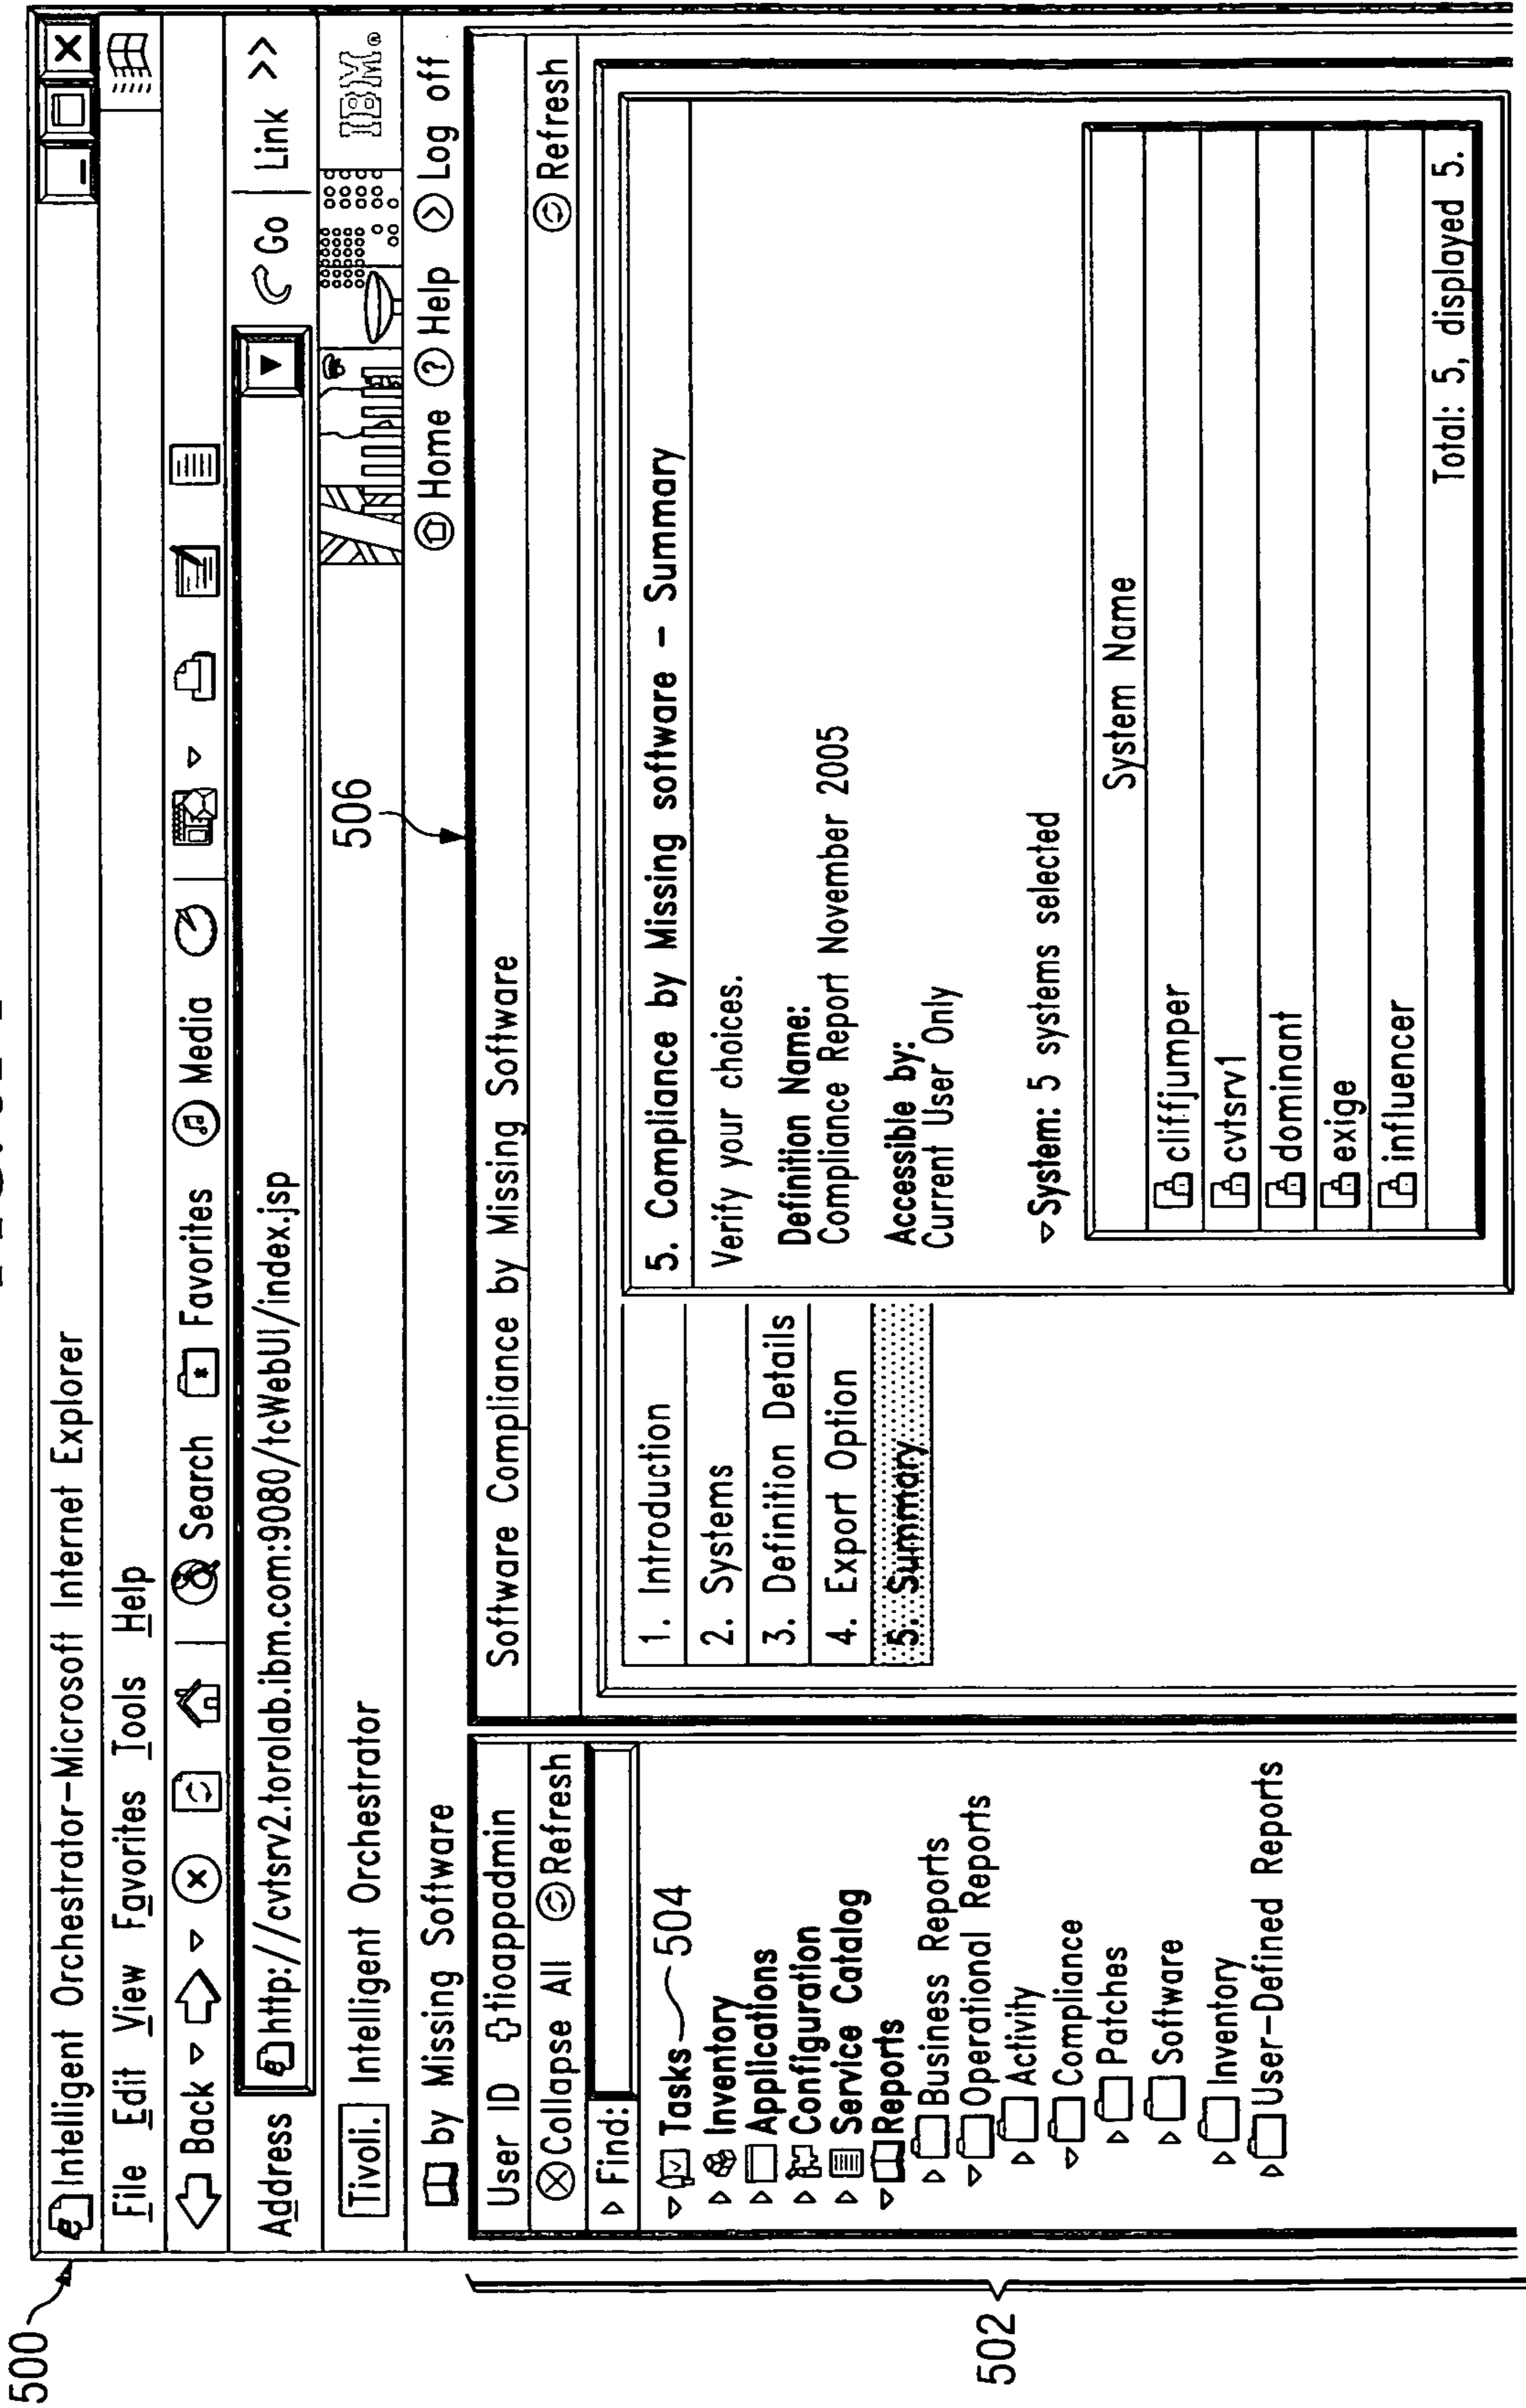 500
Intelligent Orchestrator-Microsoft Internet Explorer
File Edit View Favorites Tools Help
Back Search Favorites Media
Address http://cvtsrv2.torolab.ibm.com:9080/tcWebUI/index.jsp Go Link >>
Tivoli. Intelligent Orchestrator 506 IBM®
by Missing Software Home ? Help Log off
User ID tioappadmin
Collapse All Refresh
Find:
Tasks 504
Inventory
Applications
Configuration
Service Catalog
Reports
Business Reports
Operational Reports
Activity
Compliance
Patches
Software
Inventory
User-Defined Reports
502
Software Compliance by Missing Software
Refresh
1. Introduction
2. Systems
3. Definition Details
4. Export Option
5. Summary
5. Compliance by Missing software - Summary
Verify your choices.
Definition Name:
Compliance Report November 2005
Accessible by:
Current User Only
System: 5 systems selected
System Name
cliffjumper
cvtsrv1
dominant
exige
influencer
Total: 5, displayed 5.